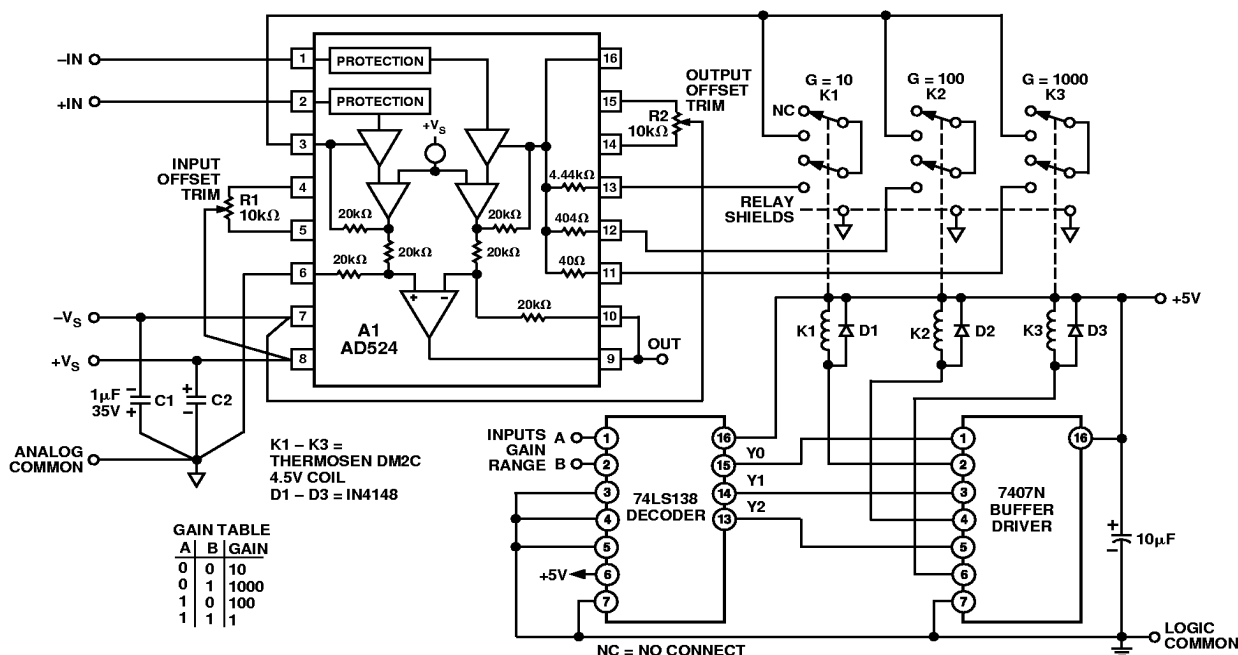 –IN
+IN
1
PROTECTION
2
PROTECTION
3
4
5
6
7
8
16
15
14
13
12
11
10
9
+V_S
INPUT
OFFSET
TRIM
R1
10kΩ
OUTPUT
OFFSET
TRIM
R2
10kΩ
4.44kΩ
404Ω
40Ω
20kΩ
20kΩ
20kΩ
20kΩ
20kΩ
20kΩ
+
–
A1
AD524
OUT
–V_S
+V_S
1µF
35V
–
+
C1
+
–
C2
ANALOG
COMMON
G = 10
K1
G = 100
K2
G = 1000
K3
NC
RELAY
SHIELDS
+5V
K1
D1
K2
D2
K3
D3
K1 – K3 =
THERMOSEN DM2C
4.5V COIL
D1 – D3 = IN4148
GAIN TABLE
A B GAIN
0 0 10
0 1 1000
1 0 100
1 1 1
INPUTS
GAIN
RANGE
A
B
1
2
3
4
5
6
7
16
15
14
13
74LS138
DECODER
+5V
Y0
Y1
Y2
1
2
3
4
5
6
7
16
7407N
BUFFER
DRIVER
+
–
10µF
LOGIC
COMMON
NC = NO CONNECT